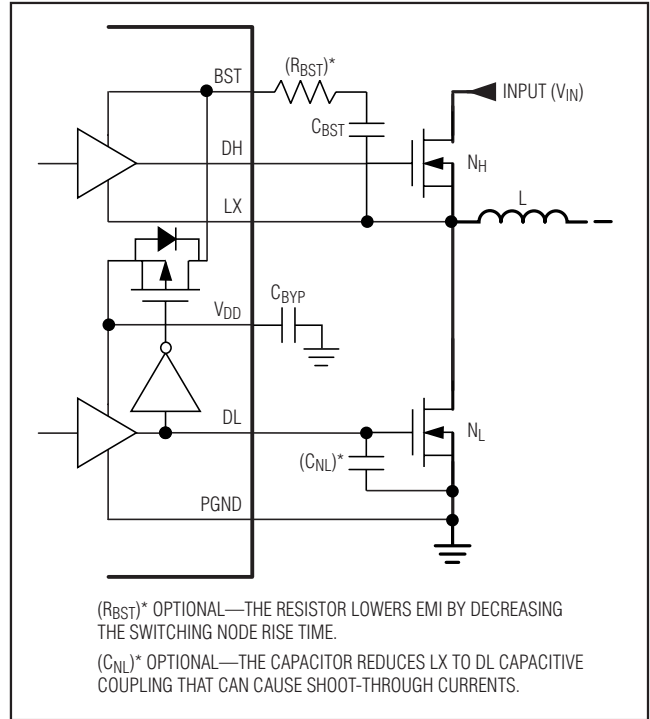 BST
(RBST)*
INPUT (VIN)
CBST
DH
NH
LX
L
CBYP
VDD
DL
NL
(CNL)*
PGND
(RBST)* OPTIONAL—THE RESISTOR LOWERS EMI BY DECREASING
THE SWITCHING NODE RISE TIME.
(CNL)* OPTIONAL—THE CAPACITOR REDUCES LX TO DL CAPACITIVE
COUPLING THAT CAN CAUSE SHOOT-THROUGH CURRENTS.